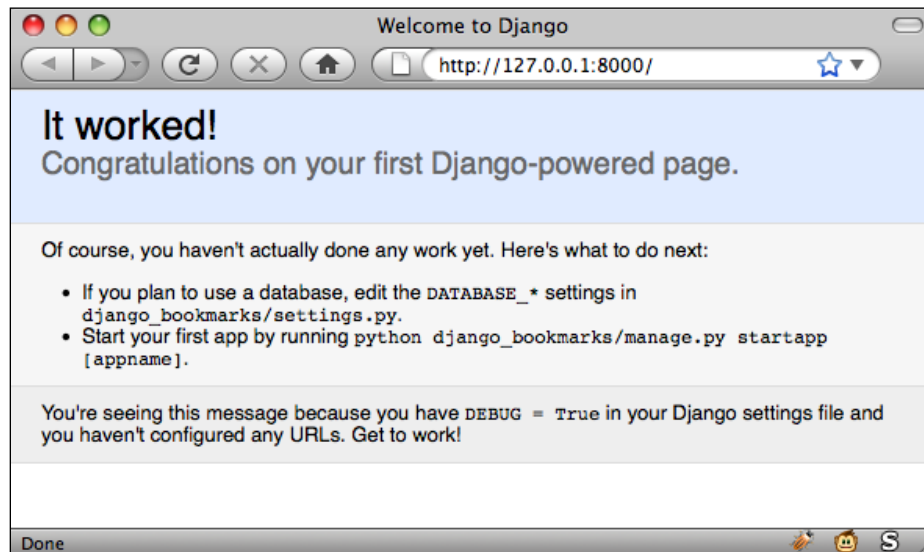 Welcome to Django
http://127.0.0.1:8000/
It worked!
Congratulations on your first Django-powered page.
Of course, you haven't actually done any work yet. Here's what to do next:
• If you plan to use a database, edit the DATABASE_* settings in
django_bookmarks/settings.py.
• Start your first app by running python django_bookmarks/manage.py startapp
[appname].
You're seeing this message because you have DEBUG = True in your Django settings file and
you haven't configured any URLs. Get to work!
Done
S